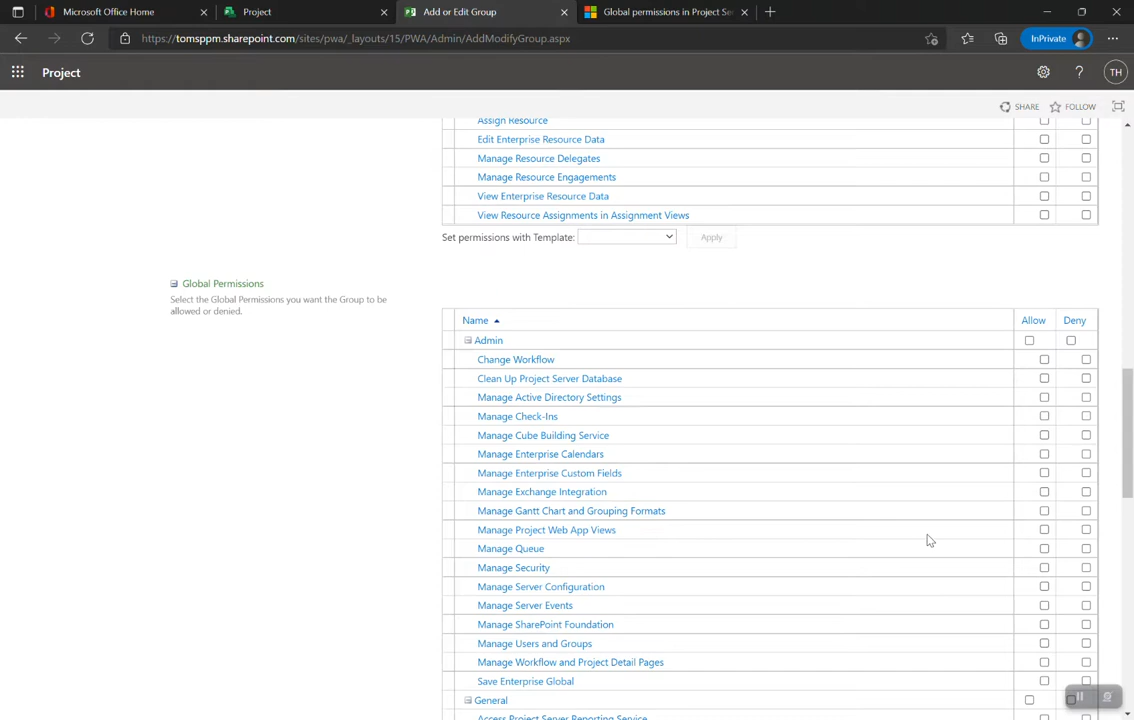 Microsoft Office Home
Project
Add or Edit Group
Global permissions in Project Se
https://tomsppm.sharepoint.com/sites/pwa/_layouts/15/PWA/Admin/AddModifyGroup.aspx
InPrivate
Project
?
TH
SHARE
FOLLOW
Assign Resource
Edit Enterprise Resource Data
Manage Resource Delegates
Manage Resource Engagements
View Enterprise Resource Data
View Resource Assignments in Assignment Views
Set permissions with Template:
Apply
Global Permissions
Select the Global Permissions you want the Group to be
allowed or denied.
Name
Allow
Deny
Admin
Change Workflow
Clean Up Project Server Database
Manage Active Directory Settings
Manage Check-Ins
Manage Cube Building Service
Manage Enterprise Calendars
Manage Enterprise Custom Fields
Manage Exchange Integration
Manage Gantt Chart and Grouping Formats
Manage Project Web App Views
Manage Queue
Manage Security
Manage Server Configuration
Manage Server Events
Manage SharePoint Foundation
Manage Users and Groups
Manage Workflow and Project Detail Pages
Save Enterprise Global
General
Access Project Server Reporting Service